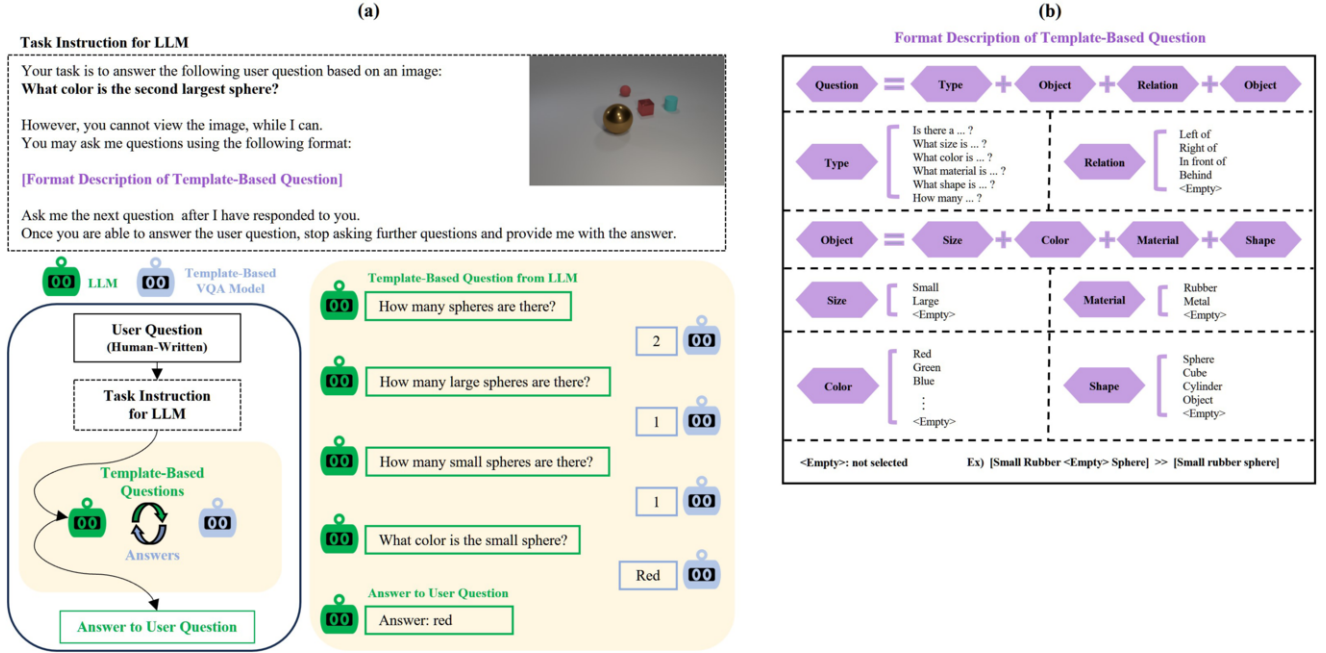 (a)
Task Instruction for LLM
Your task is to answer the following user question based on an image:
What color is the second largest sphere?
However, you cannot view the image, while I can.
You may ask me questions using the following format:
[Format Description of Template-Based Question]
Ask me the next question after I have responded to you.
Once you are able to answer the user question, stop asking further questions and provide me with the answer.
LLM
Template-Based
VQA Model
User Question
(Human-Written)
Task Instruction
for LLM
Template-Based
Questions
Answers
Answer to User Question
Template-Based Question from LLM
How many spheres are there?
2
How many large spheres are there?
1
How many small spheres are there?
1
What color is the small sphere?
Red
Answer to User Question
Answer: red
(b)
Format Description of Template-Based Question
Question = Type + Object + Relation + Object
Type
Is there a ... ?
What size is ... ?
What color is ... ?
What material is ... ?
What shape is ... ?
How many ... ?
Relation
Left of
Right of
In front of
Behind
<Empty>
Object = Size + Color + Material + Shape
Size
Small
Large
<Empty>
Material
Rubber
Metal
<Empty>
Color
Red
Green
Blue
⋮
<Empty>
Shape
Sphere
Cube
Cylinder
Object
<Empty>
<Empty>: not selected
Ex) [Small Rubber <Empty> Sphere] >> [Small rubber sphere]